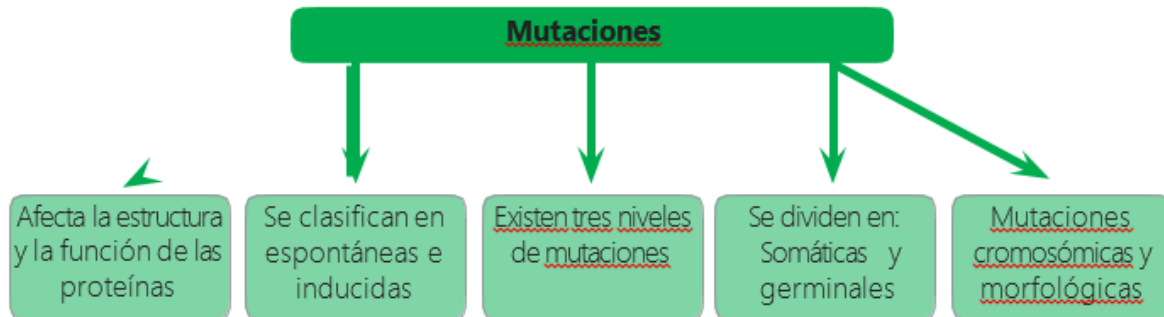 Mutaciones
Afecta la estructura
y la función de las
proteínas
Se clasifican en
espontáneas e
inducidas
Existen tres niveles
de mutaciones
Se dividen en:
Somáticas y
germinales
Mutaciones
cromosómicas y
morfológicas